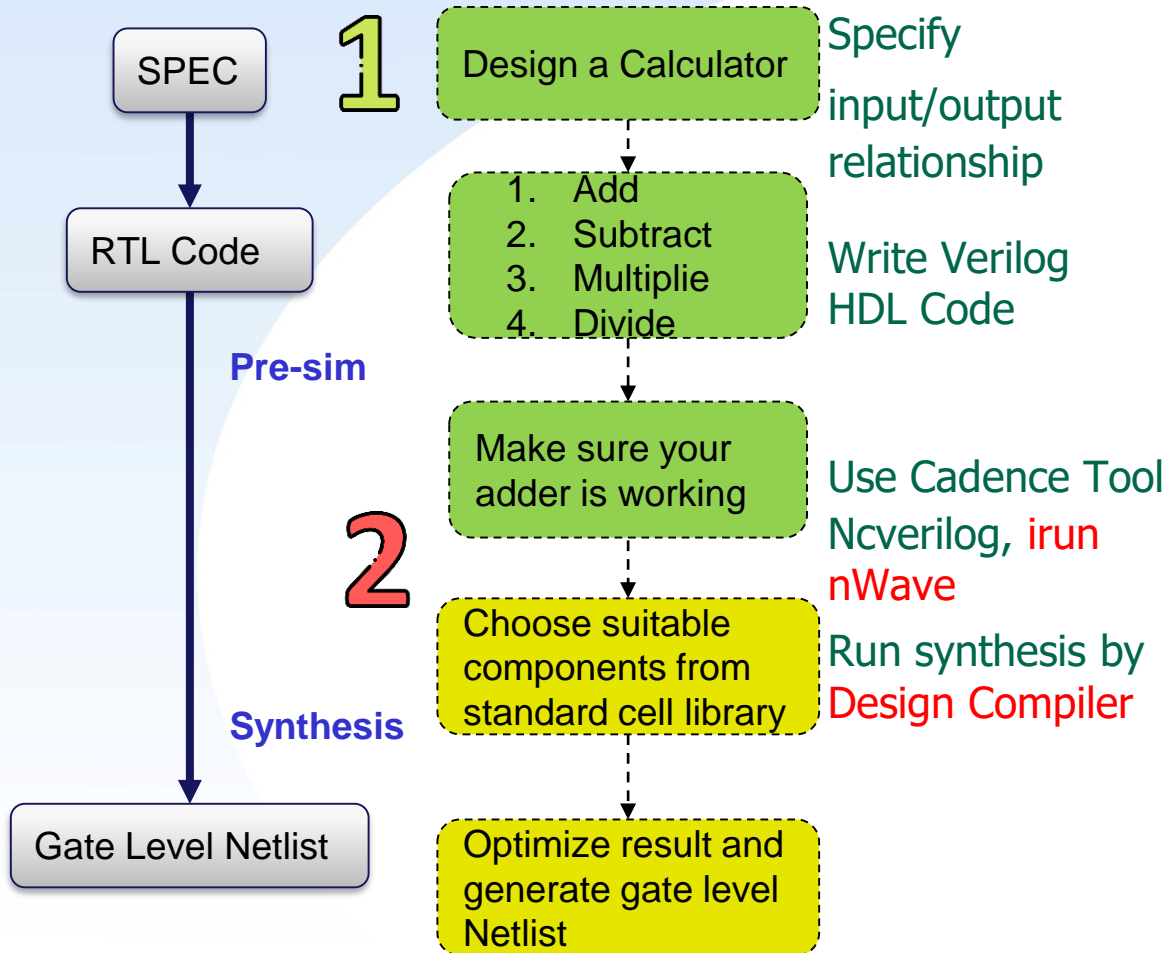 SPEC
RTL Code
Pre-sim
Synthesis
Gate Level Netlist
1
Design a Calculator
Specify
input/output
relationship
1. Add
2. Subtract
3. Multiplie
4. Divide
Write Verilog
HDL Code
Make sure your
adder is working
Use Cadence Tool
Ncverilog, irun
nWave
2
Choose suitable
components from
standard cell library
Run synthesis by
Design Compiler
Optimize result and
generate gate level
Netlist